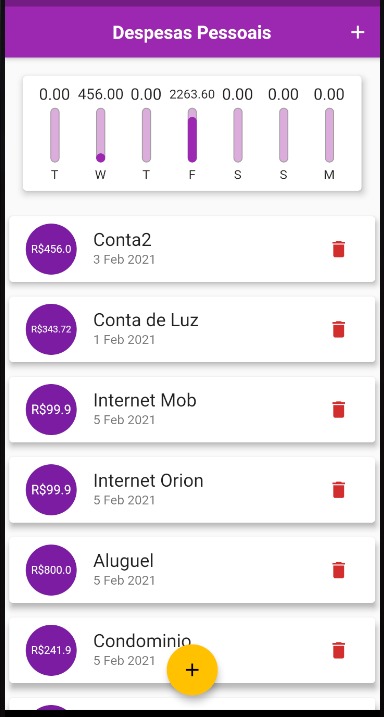 Despesas Pessoais +
0.00 456.00 0.00 2263.60 0.00 0.00 0.00
T W T F S S M
R$456.0
Conta2
3 Feb 2021
R$343.72
Conta de Luz
1 Feb 2021
R$99.9
Internet Mob
5 Feb 2021
R$99.9
Internet Orion
5 Feb 2021
R$800.0
Aluguel
5 Feb 2021
R$241.9
Condominio
5 Feb 2021
+